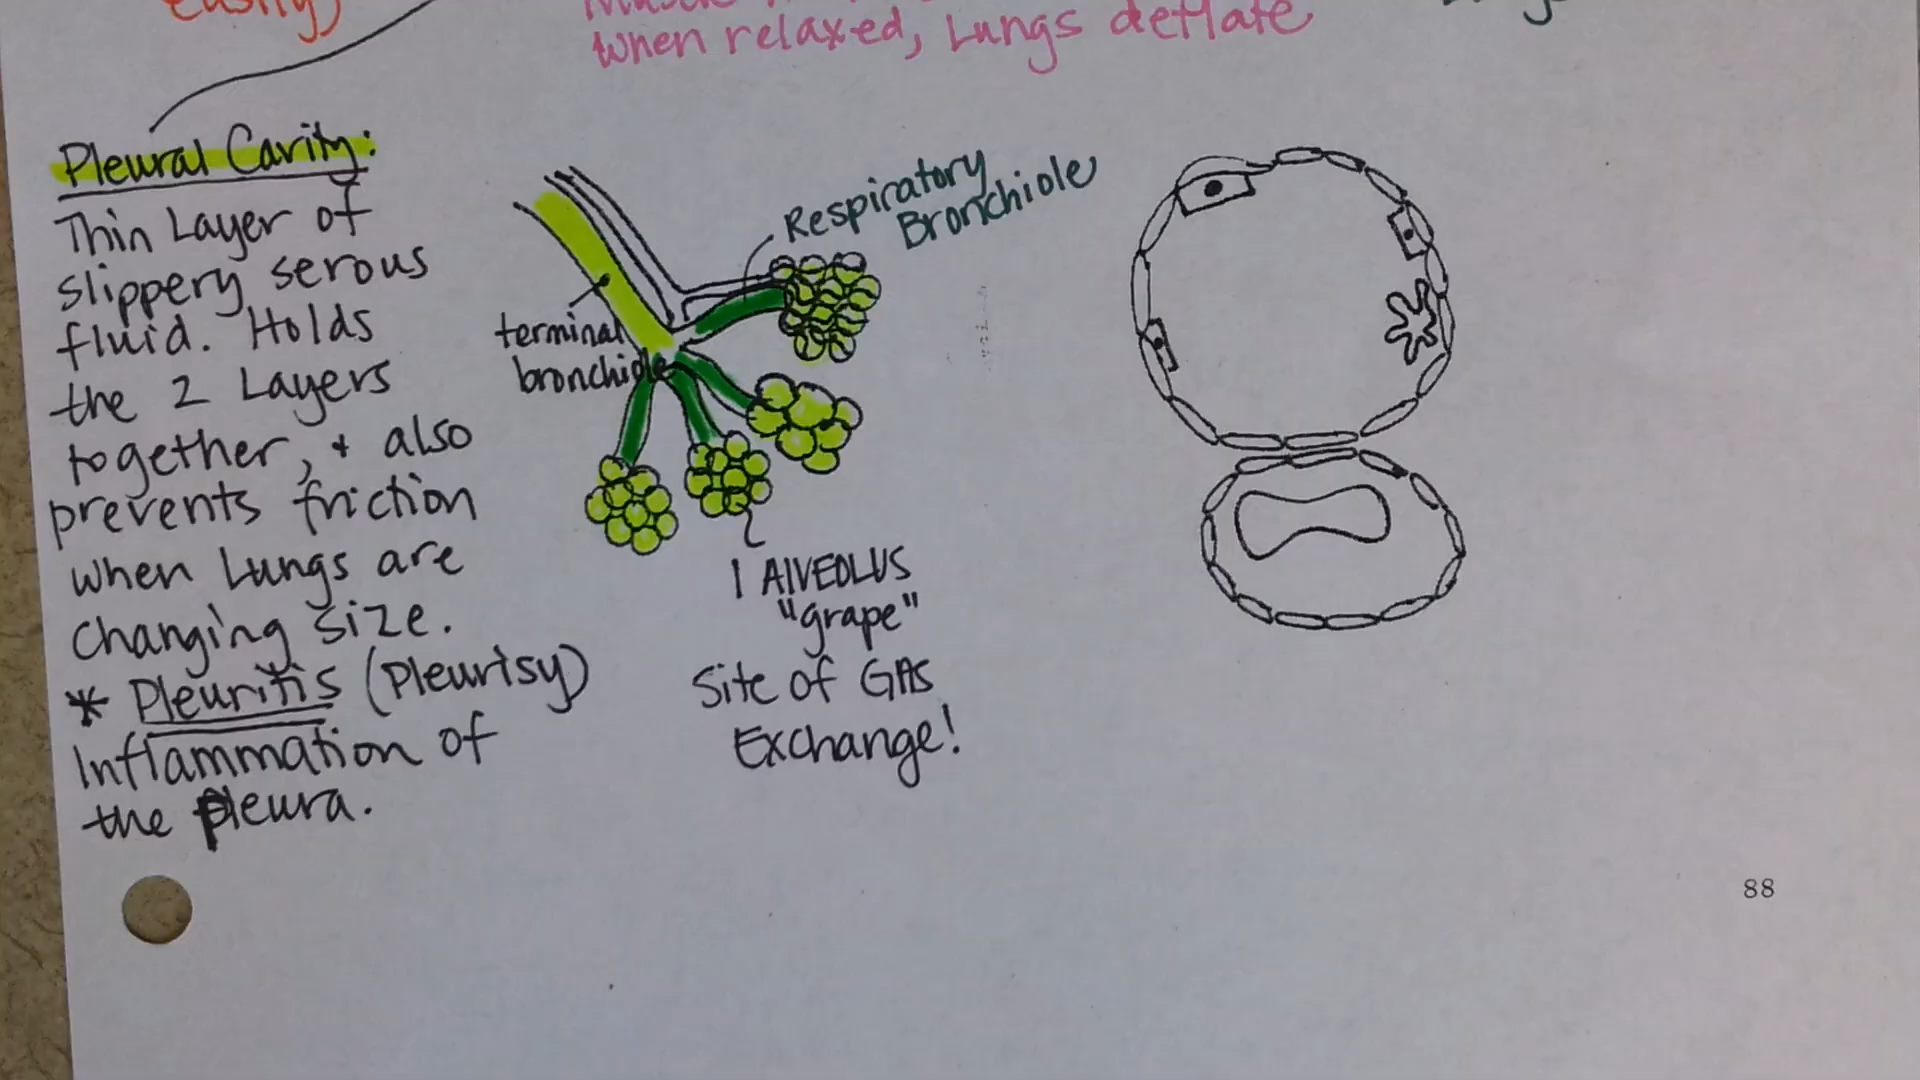 when relaxed, Lungs deflate
Pleural Cavity:
Thin Layer of
slippery serous
fluid. Holds
the 2 Layers
together, + also
prevents friction
when Lungs are
changing size.
* Pleuritis (Pleurisy)
Inflammation of
the pleura.
Respiratory
Bronchiole
terminal
bronchiole
1 AlVEOLUS
"grape"
Site of GAS
Exchange!
88